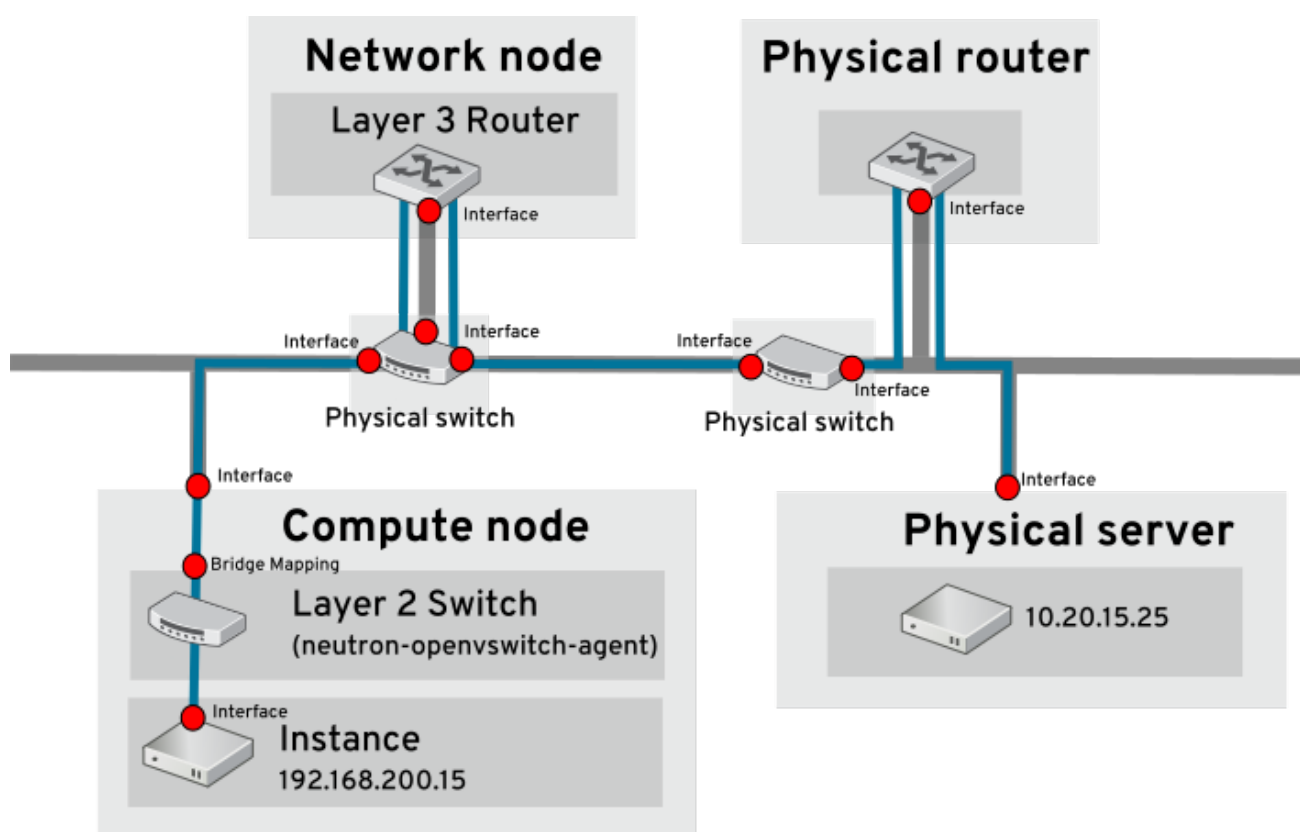 Network node
Layer 3 Router
Interface
Physical router
Interface
Interface
Interface
Physical switch
Interface
Interface
Physical switch
Interface
Compute node
Bridge Mapping
Layer 2 Switch
(neutron-openvswitch-agent)
Interface
Instance
192.168.200.15
Interface
Physical server
10.20.15.25